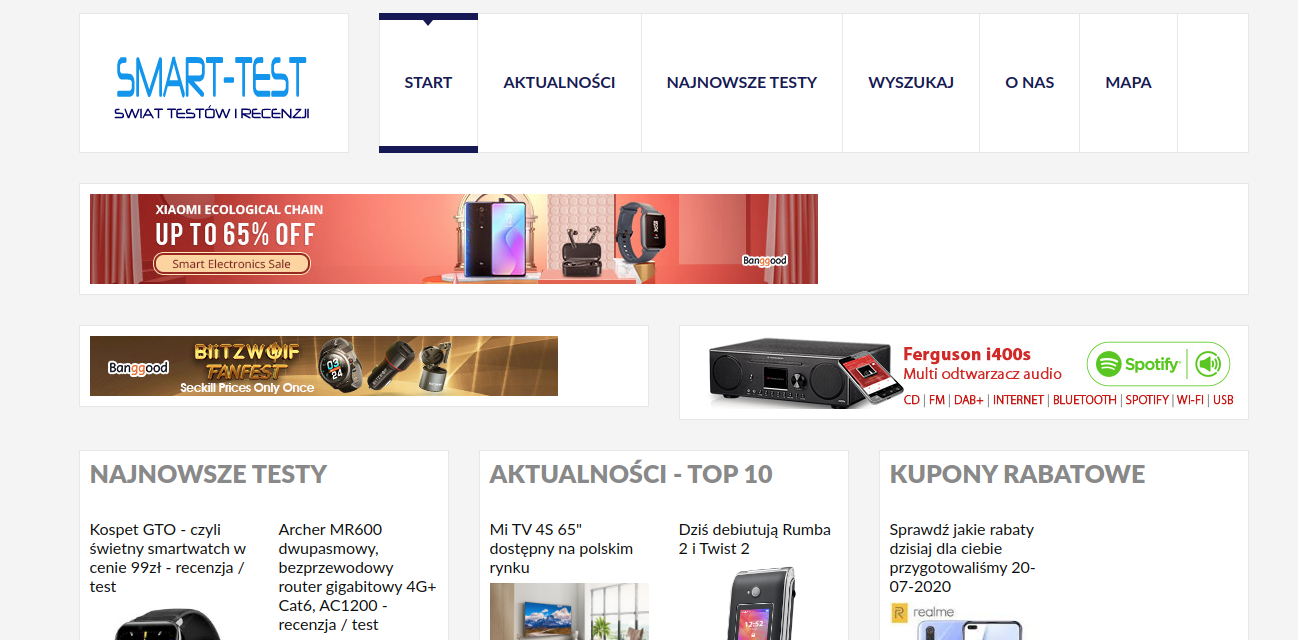 SMART-TEST
SWIAT TESTÓW I RECENZJI
START
AKTUALNOŚCI
NAJNOWSZE TESTY
WYSZUKAJ
O NAS
MAPA
XIAOMI ECOLOGICAL CHAIN
UP TO 65% OFF
Smart Electronics Sale
Banggood
Banggood
BLITZWOLF
FANFEST
Seckill Prices Only Once
03
24
Ferguson i400s
Multi odtwarzacz audio
Spotify
CD | FM | DAB+ | INTERNET | BLUETOOTH | SPOTIFY | WI-FI | USB
NAJNOWSZE TESTY
Kospet GTO - czyli
świetny smartwatch w
cenie 99zł - recenzja /
test
Archer MR600
dwupasmowy,
bezprzewodowy
router gigabitowy 4G+
Cat6, AC1200 -
recenzja / test
AKTUALNOŚCI - TOP 10
Mi TV 4S 65"
dostępny na polskim
rynku
Dziś debiutują Rumba
2 i Twist 2
12:52
KUPONY RABATOWE
Sprawdź jakie rabaty
dzisiaj dla ciebie
przygotowaliśmy 20-
07-2020
realme